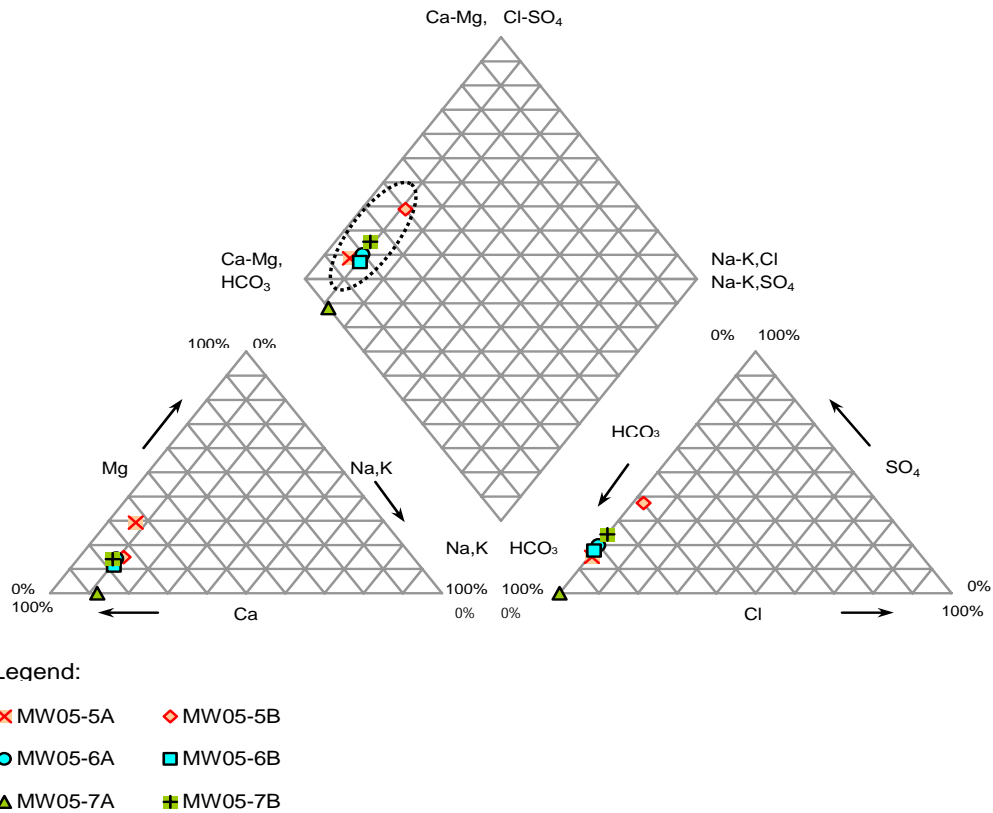 Ca-Mg, Cl-SO₄
Ca-Mg,
HCO₃
Na-K,Cl
Na-K,SO₄
100% 0%
0% 100%
HCO₃
Mg
Na,K
SO₄
Na,K
HCO₃
0%
100%
100%
0%
100%
0%
0%
100%
Ca
Cl
Legend:
MW05-5A MW05-5B
MW05-6A MW05-6B
MW05-7A MW05-7B